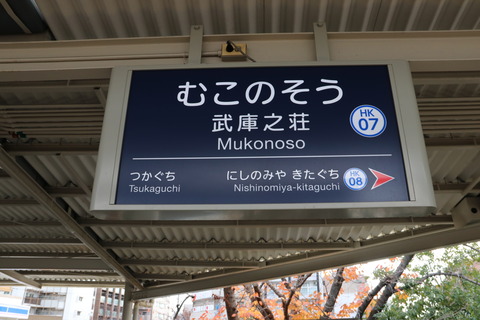 むこのそう
武庫之荘
Mukonoso
HK
07
つかぐち
Tsukaguchi
にしのみや きたぐち
Nishinomiya-kitaguchi
HK
08